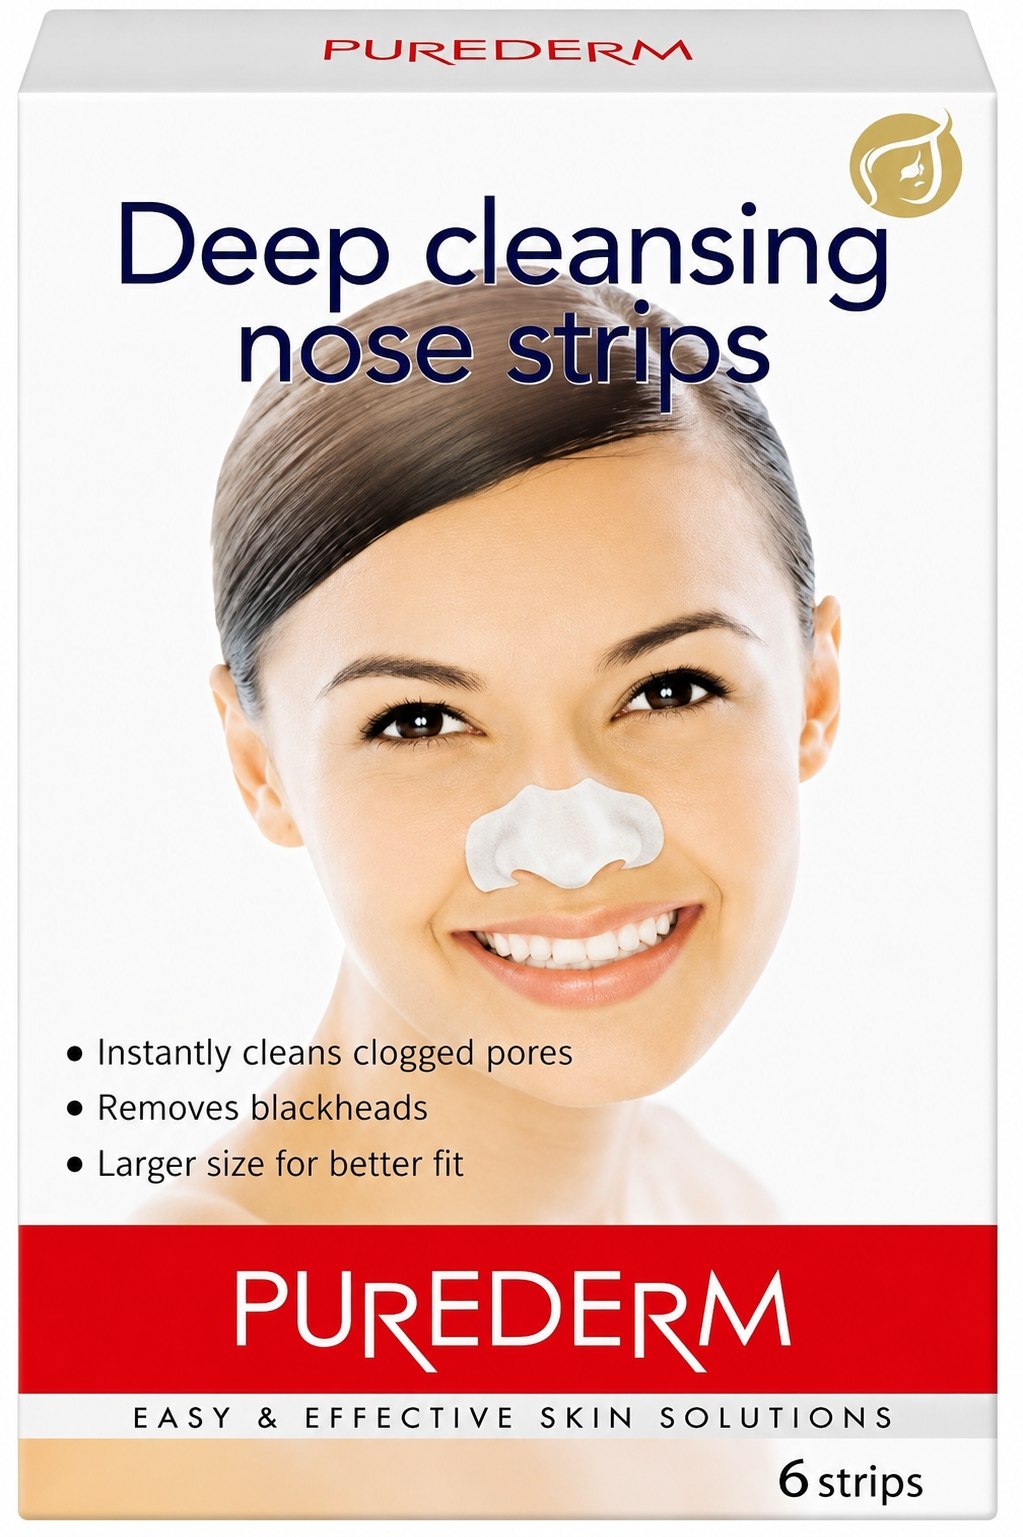 PUREDERM
Deep cleansing
nose strips
• Instantly cleans clogged pores
• Removes blackheads
• Larger size for better fit
PUREDERM
EASY & EFFECTIVE SKIN SOLUTIONS
6 strips